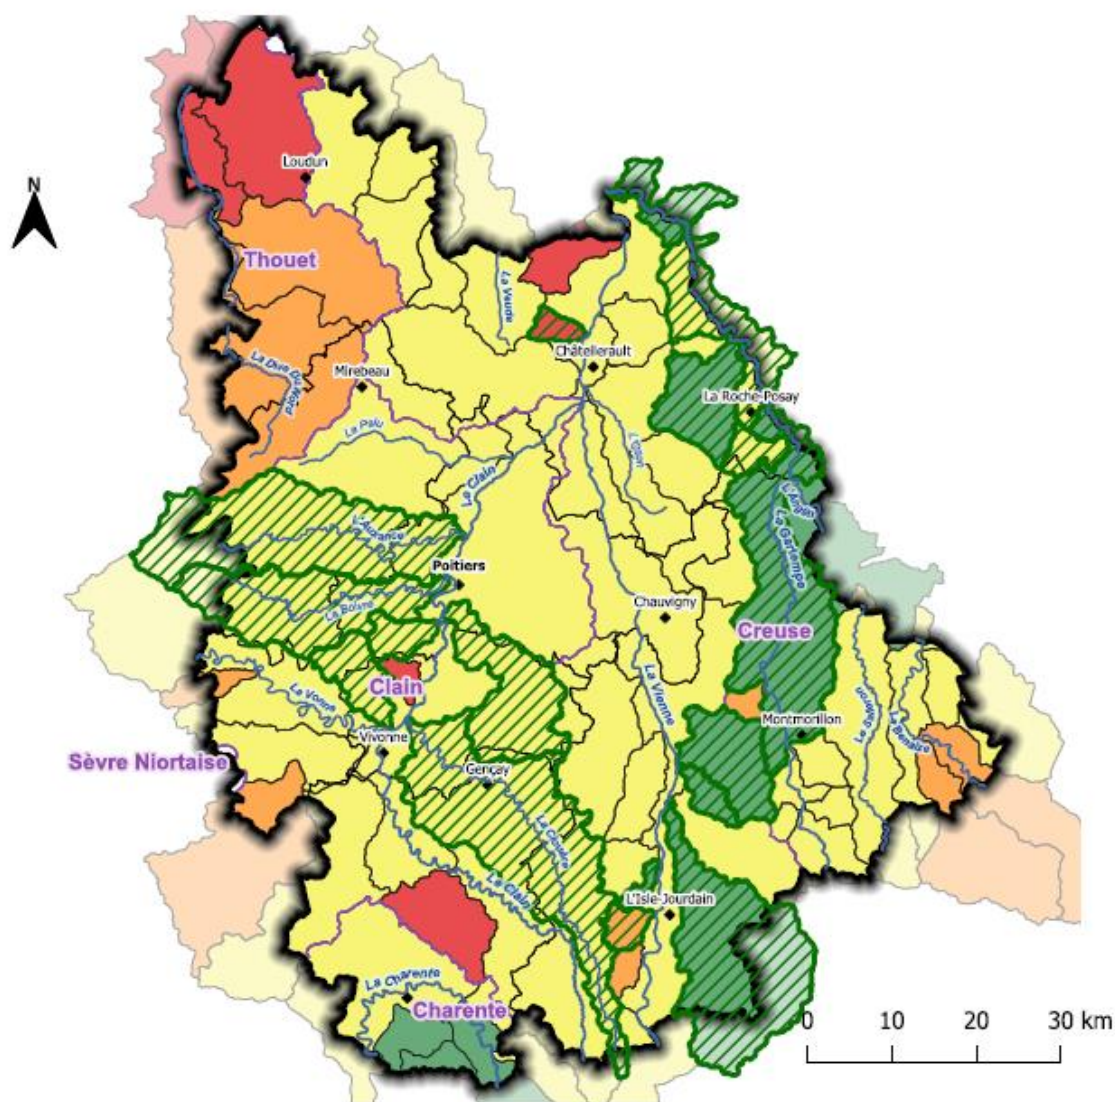 N
Loudun
Thouet
La Veude
Châtellerault
La Dive Du Nord
Mirebeau
La Roche-Posay
La Palu
L'Ozon
Le Clain
L'Anglin
La Gartempe
L'Auxance
Poitiers
La Boivre
Chauvigny
Creuse
Clain
La Vonne
La Vienne
Le Salleron
La Benaize
Montmorillon
Vivonne
Sèvre Niortaise
Gençay
La Clouère
Le Clain
L'Isle-Jourdain
La Charente
Charente
0 10 20 30 km